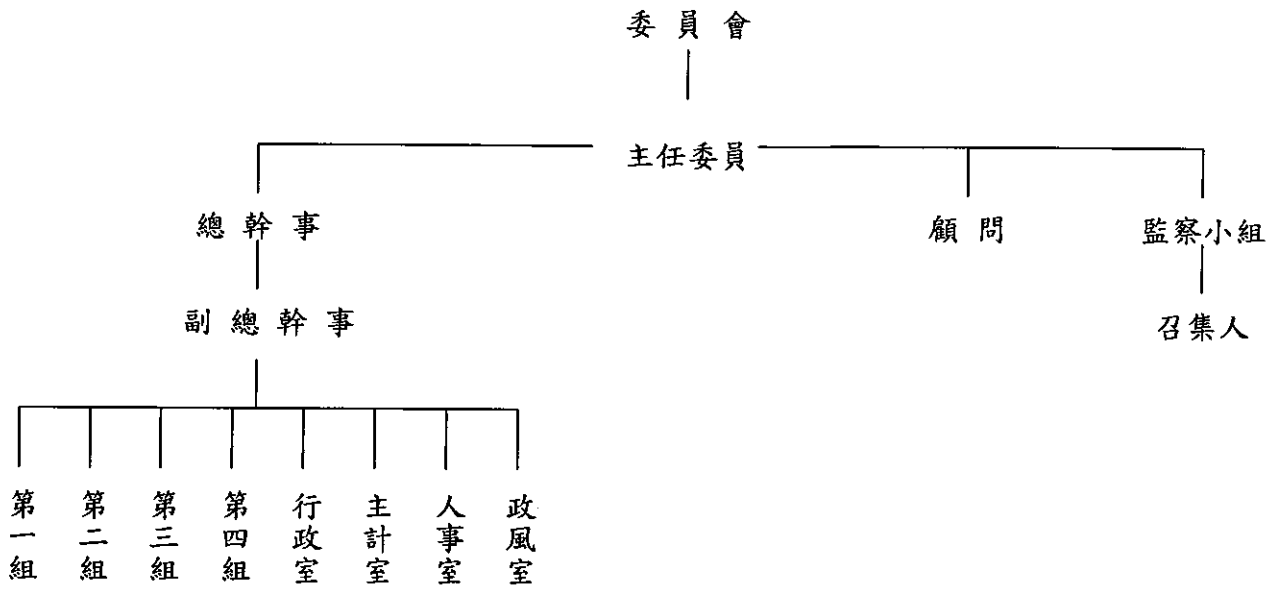 委員會
主任委員
總幹事
顧問
監察小組
副總幹事
召集人
第一組
第二組
第三組
第四組
行政室
主計室
人事室
政風室